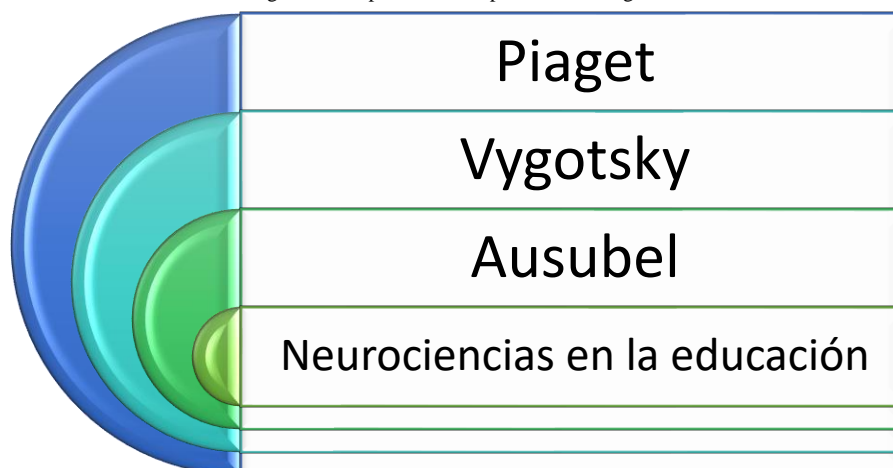 Piaget
Vygotsky
Ausubel
Neurociencias en la educación